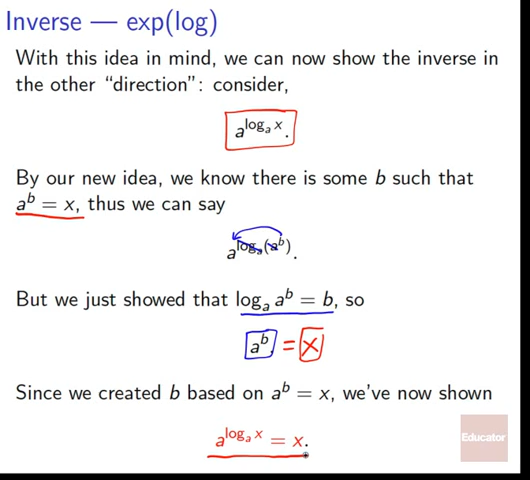 Inverse — exp(log)
With this idea in mind, we can now show the inverse in
the other “direction”: consider,
a^{log_a x}.
By our new idea, we know there is some b such that
a^b = x, thus we can say
a^{log_a (a^b)}.
But we just showed that log_a a^b = b, so
a^b. = x
Since we created b based on a^b = x, we’ve now shown
a^{log_a x} = x.
Educator